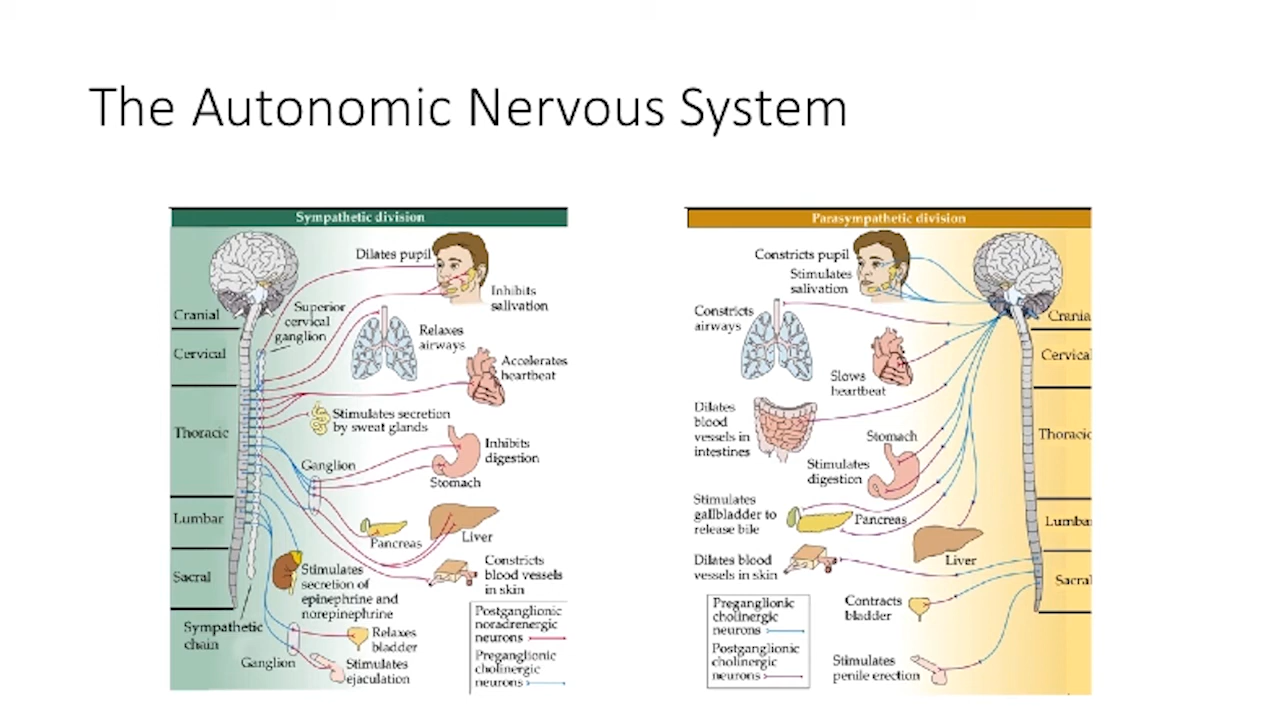 The Autonomic Nervous System
Sympathetic division
Dilates pupil
Inhibits
salivation
Cranial
Superior
cervical
ganglion
Relaxes
airways
Cervical
Accelerates
heartbeat
Stimulates secretion
by sweat glands
Thoracic
Inhibits
digestion
Ganglion
Stomach
Lumbar
Pancreas
Liver
Constricts
blood vessels
in skin
Sacral
Stimulates
secretion of
epinephrine and
norepinephrine
Sympathetic
chain
Relaxes
bladder
Ganglion
Stimulates
ejaculation
Postganglionic
noradrenergic
neurons
Preganglionic
cholinergic
neurons
Parasympathetic division
Constricts pupil
Stimulates
salivation
Constricts
airways
Crania
Cervica
Slows
heartbeat
Dilates
blood
vessels in
intestines
Stomach
Thoracic
Stimulates
digestion
Stimulates
gallbladder to
release bile
Pancreas
Lumba
Liver
Dilates blood
vessels in skin
Sacral
Contracts
bladder
Preganglionic
cholinergic
neurons
Postganglionic
cholinergic
neurons
Stimulates
penile erection